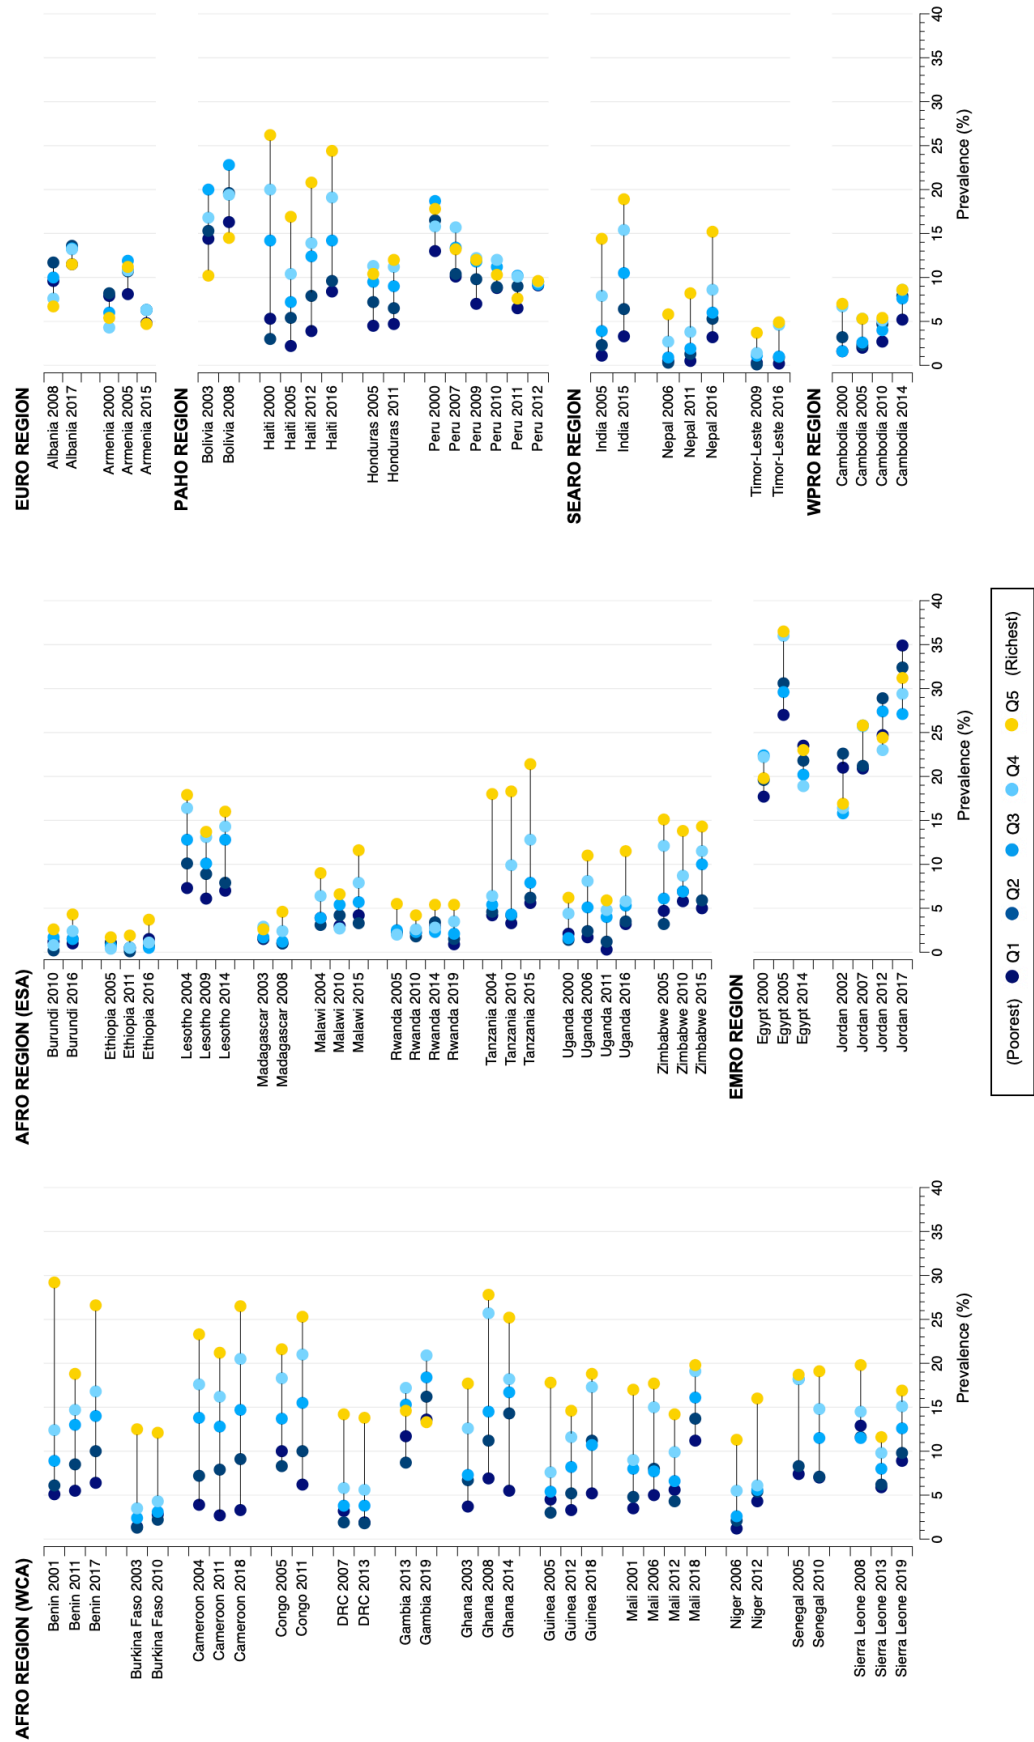 AFRO REGION (WCA)
Benin 2001
Benin 2011
Benin 2017
Burkina Faso 2003
Burkina Faso 2010
Cameroon 2004
Cameroon 2011
Cameroon 2018
Congo 2005
Congo 2011
DRC 2007
DRC 2013
Gambia 2013
Gambia 2019
Ghana 2003
Ghana 2008
Ghana 2014
Guinea 2005
Guinea 2012
Guinea 2018
Mali 2001
Mali 2006
Mali 2012
Mali 2018
Niger 2006
Niger 2012
Senegal 2005
Senegal 2010
Sierra Leone 2008
Sierra Leone 2013
Sierra Leone 2019
0 5 10 15 20 25 30 35 40
Prevalence (%)
AFRO REGION (ESA)
Burundi 2010
Burundi 2016
Ethiopia 2005
Ethiopia 2011
Ethiopia 2016
Lesotho 2004
Lesotho 2009
Lesotho 2014
Madagascar 2003
Madagascar 2008
Malawi 2004
Malawi 2010
Malawi 2015
Rwanda 2005
Rwanda 2010
Rwanda 2014
Rwanda 2019
Tanzania 2004
Tanzania 2010
Tanzania 2015
Uganda 2000
Uganda 2006
Uganda 2011
Uganda 2016
Zimbabwe 2005
Zimbabwe 2010
Zimbabwe 2015
EMRO REGION
Egypt 2000
Egypt 2005
Egypt 2014
Jordan 2002
Jordan 2007
Jordan 2012
Jordan 2017
0 5 10 15 20 25 30 35 40
Prevalence (%)
EURO REGION
Albania 2008
Albania 2017
Armenia 2000
Armenia 2005
Armenia 2015
PAHO REGION
Bolivia 2003
Bolivia 2008
Haiti 2000
Haiti 2005
Haiti 2012
Haiti 2016
Honduras 2005
Honduras 2011
Peru 2000
Peru 2007
Peru 2009
Peru 2010
Peru 2011
Peru 2012
SEARO REGION
India 2005
India 2015
Nepal 2006
Nepal 2011
Nepal 2016
Timor-Leste 2009
Timor-Leste 2016
WPRO REGION
Cambodia 2000
Cambodia 2005
Cambodia 2010
Cambodia 2014
0 5 10 15 20 25 30 35 40
Prevalence (%)
(Poorest) Q1 Q2 Q3 Q4 Q5 (Richest)